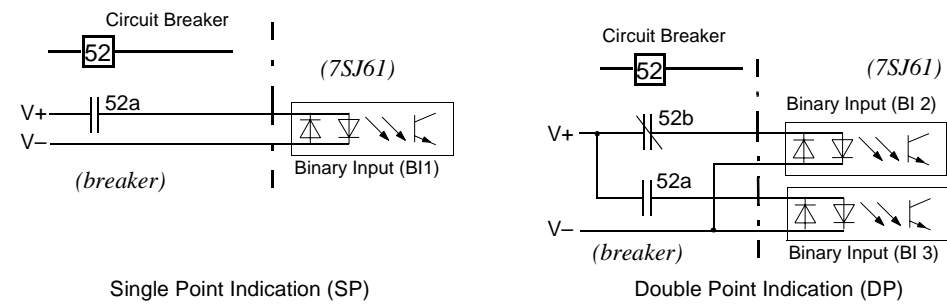 Circuit Breaker
52
(7SJ61)
V+
52a
V–
Binary Input (BI1)
(breaker)
Single Point Indication (SP)
Circuit Breaker
52
(7SJ61)
Binary Input (BI 2)
52b
V+
52a
V–
(breaker)
Binary Input (BI 3)
Double Point Indication (DP)